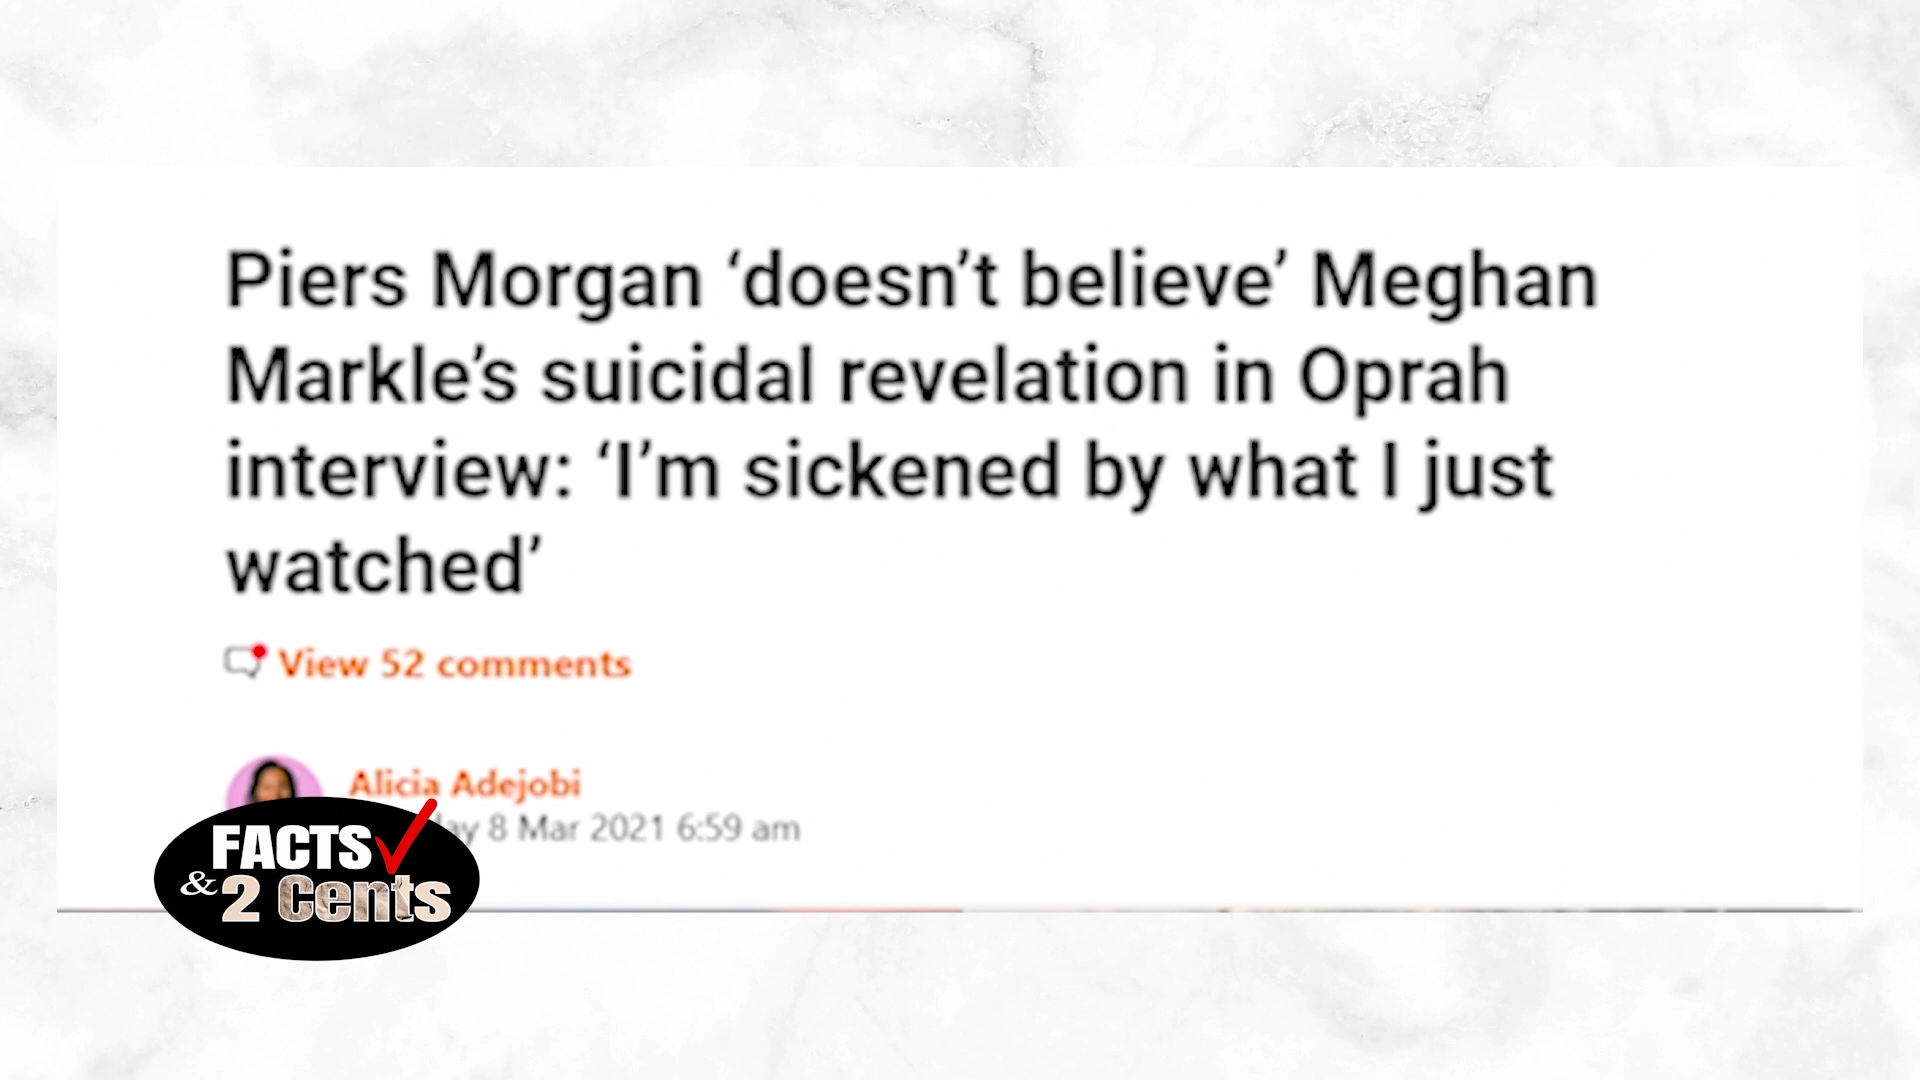 Piers Morgan ‘doesn’t believe’ Meghan
Markle’s suicidal revelation in Oprah
interview: ‘I’m sickened by what I just
watched’
View 52 comments
Alicia Adejobi
8 Mar 2021 6:59 am
FACTS
& 2 Cents